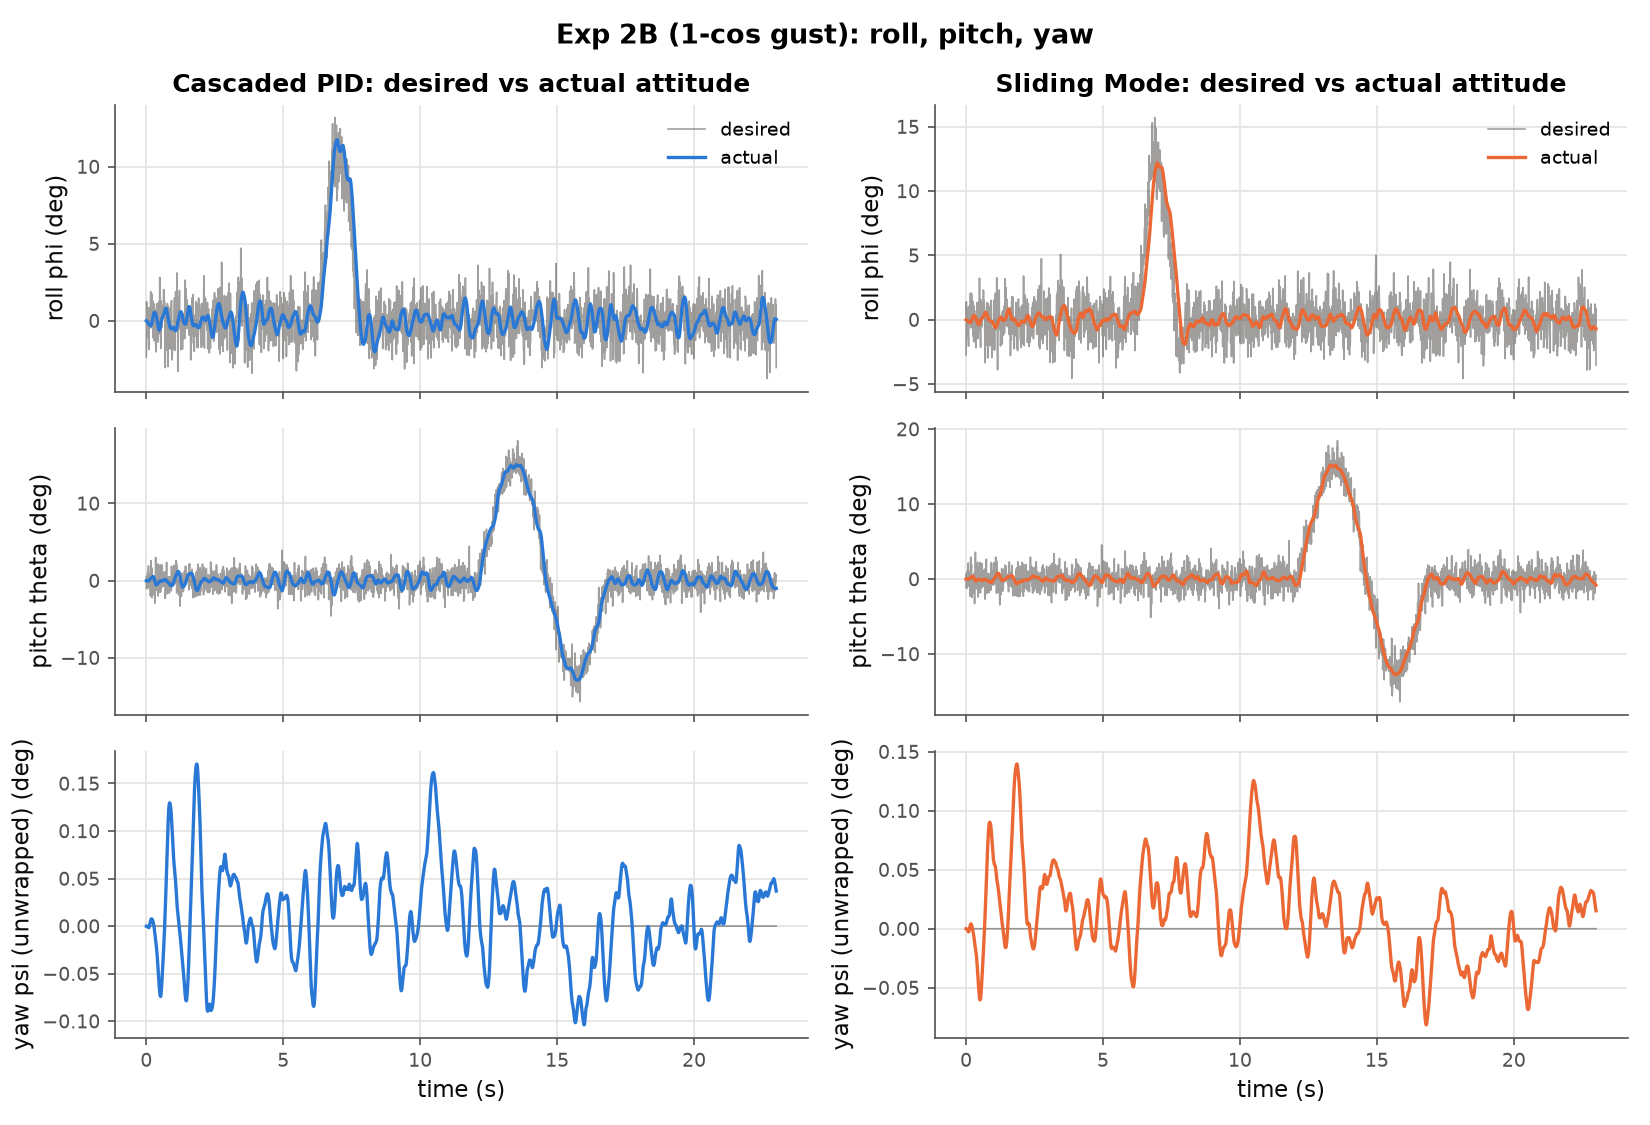 Exp 2B (1-cos gust): roll, pitch, yaw
Cascaded PID: desired vs actual attitude
roll phi (deg)
10
5
0
desired
actual
Sliding Mode: desired vs actual attitude
roll phi (deg)
15
10
5
0
−5
desired
actual
pitch theta (deg)
10
0
−10
pitch theta (deg)
20
10
0
−10
yaw psi (unwrapped) (deg)
0.15
0.10
0.05
0.00
−0.05
−0.10
0 5 10 15 20
time (s)
yaw psi (unwrapped) (deg)
0.15
0.10
0.05
0.00
−0.05
0 5 10 15 20
time (s)